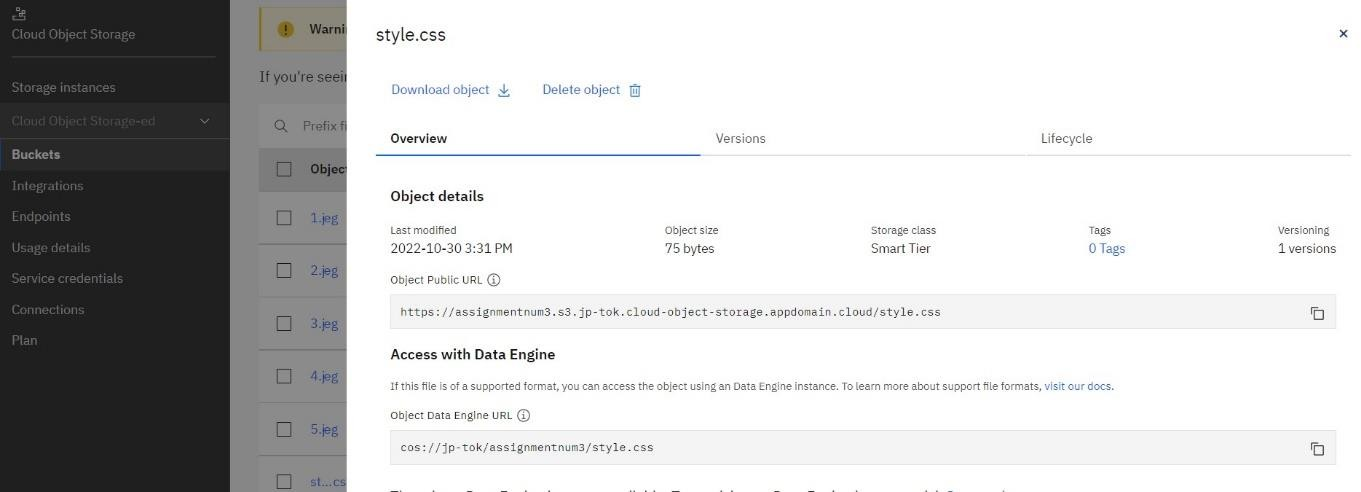 Cloud Object Storage
Storage instances
Cloud Object Storage-ed
Buckets
Integrations
Endpoints
Usage details
Service credentials
Connections
Plan
If you're
Prefix
1.jeg
2.jeg
3.jeg
4.jeg
5.jeg
st...cs
style.css
Download object Delete object
Overview Versions Lifecycle
Object details
Last modified Object size Storage class Tags Versioning
2022-10-30 3:31 PM 75 bytes Smart Tier 0 Tags 1 versions
Object Public URL
https://assignmentnum3.s3.jp-tok.cloud-object-storage.appdomain.cloud/style.css
Access with Data Engine
If this file is of a supported format, you can access the object using an Data Engine instance. To learn more about support file formats, visit our docs.
Object Data Engine URL
cos://jp-tok/assignmentnum3/style.css